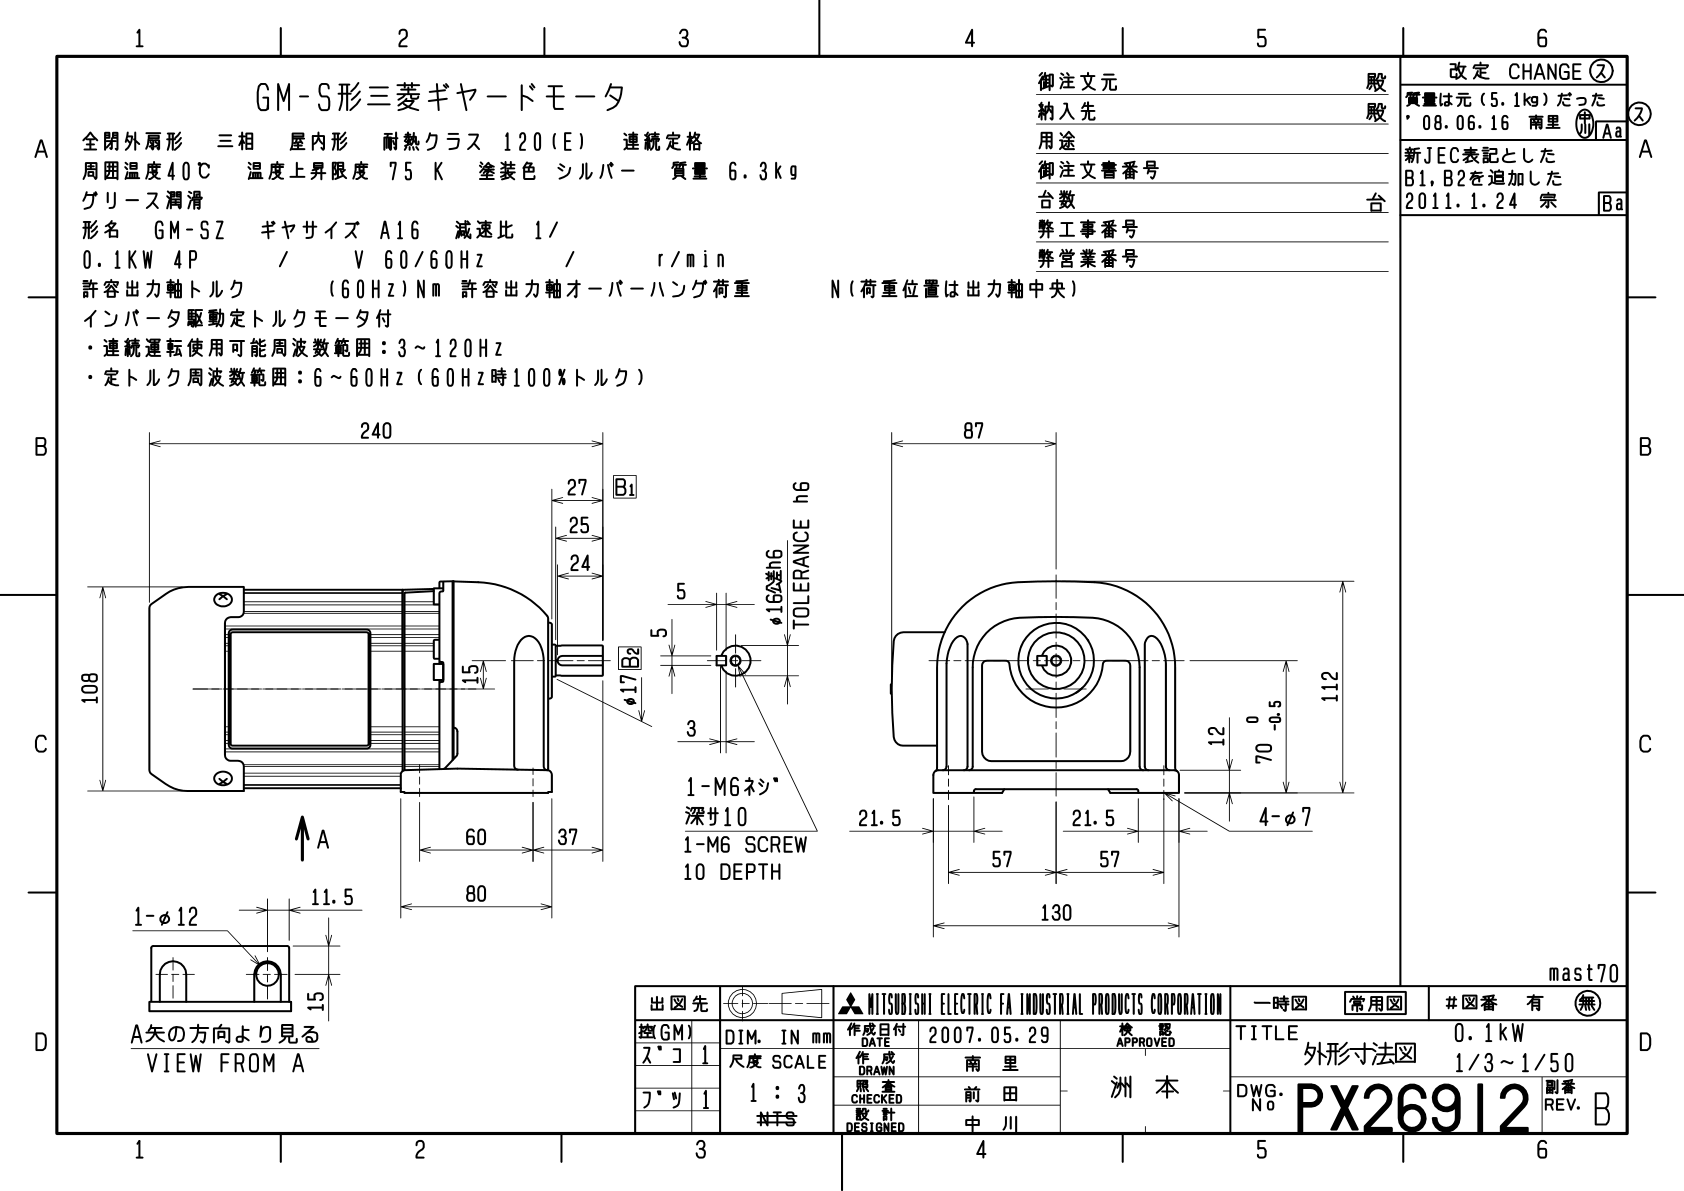 1 2 3 4 5 6
A
B
C
D
GM-S形三菱ギヤードモータ
全閉外扇形 三相 屋内形 耐熱クラス 120(E) 連続定格
周囲温度40℃ 温度上昇限度 75 K 塗装色 シルバー 質量 6.3kg
グリース潤滑
形名 GM-SZ ギヤサイズ A16 減速比 1/
0.1KW 4P / V 60/60Hz / r/min
許容出力軸トルク (60Hz)Nm 許容出力軸オーバーハング荷重 N(荷重位置は出力軸中央)
インバータ駆動定トルクモータ付
・連続運転使用可能周波数範囲:3~120Hz
・定トルク周波数範囲:6~60Hz(60Hz時100%トルク)
御注文元 殿
納入先 殿
用途
御注文書番号
台数 台
弊工事番号
弊営業番号
改定 CHANGE ス
質量は元(5.1kg)だった ス
'08.06.16 南里 Aa
新JEC表記とした
B1,B2を追加した
2011.1.24 宗 Ba
A
B
C
D
240
27 B1
25
24
108
15
B2
φ17
60 37
80
A
5
5
3
φ16公差h6
TOLERANCE h6
1-M6ネジ
深サ10
1-M6 SCREW
10 DEPTH
87
112
70 0 -0.5
12
21.5 21.5
4-φ7
57 57
130
11.5
1-φ12
15
A矢の方向より見る
VIEW FROM A
mast70
出図先
控(GM)
ズコ 1
ブツ 1
DIM. IN mm
尺度 SCALE
1 : 3
NTS
MITSUBISHI ELECTRIC FA INDUSTRIAL PRODUCTS CORPORATION
作成日付 DATE 2007.05.29
検認 APPROVED
作成 DRAWN 南里
照査 CHECKED 前田
設計 DESIGNED 中川
洲本
一時図 常用図 #図番 有 無
TITLE 0.1kW
外形寸法図 1/3~1/50
DWG. No PX26912
副番 REV. B
1 2 3 4 5 6